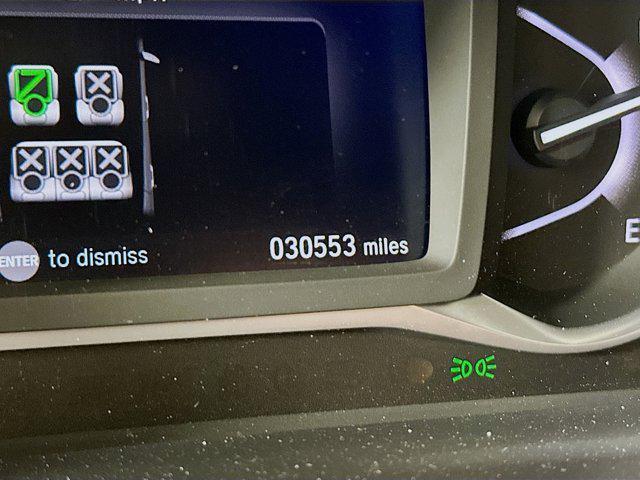 ENTER to dismiss
030553 miles
E